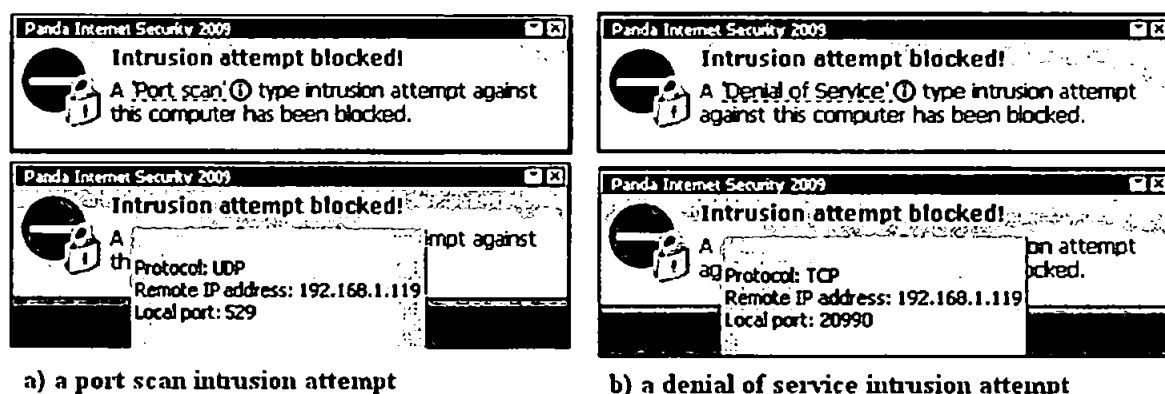 Panda Internet Security 2009
Intrusion attempt blocked!
A 'Port scan' ⓘ type intrusion attempt against
this computer has been blocked.
Panda Internet Security 2009
Intrusion attempt blocked!
A mpt against
th
Protocol: UDP
Remote IP address: 192.168.1.119
Local port: 529
a) a port scan intrusion attempt
Panda Internet Security 2009
Intrusion attempt blocked!
A 'Denial of Service' ⓘ type intrusion attempt
against this computer has been blocked.
Panda Internet Security 2009
Intrusion attempt blocked!
A on attempt
ag ocked.
Protocol: TCP
Remote IP address: 192.168.1.119
Local port: 20990
b) a denial of service intrusion attempt